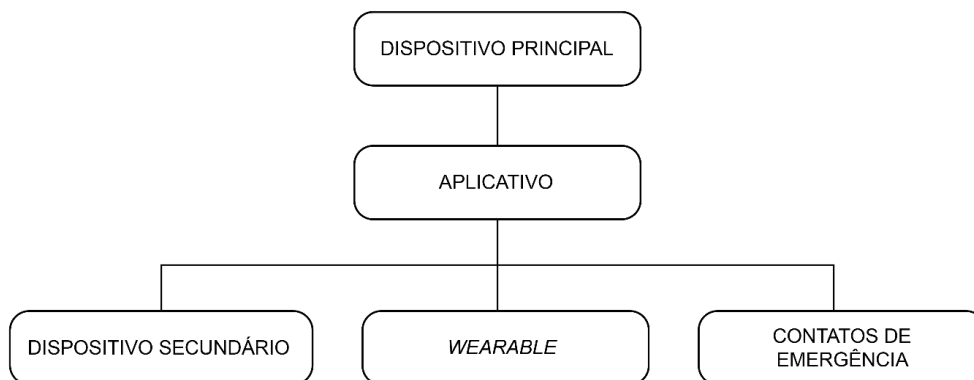 DISPOSITIVO PRINCIPAL
APLICATIVO
DISPOSITIVO SECUNDÁRIO
WEARABLE
CONTATOS DE
EMERGÊNCIA